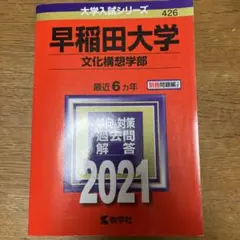 大学入試シリーズ
426
早稲田大学
文化構想学部
最近6ヵ年
別冊問題編
傾向・対策
過去問
解答
2021
教学社